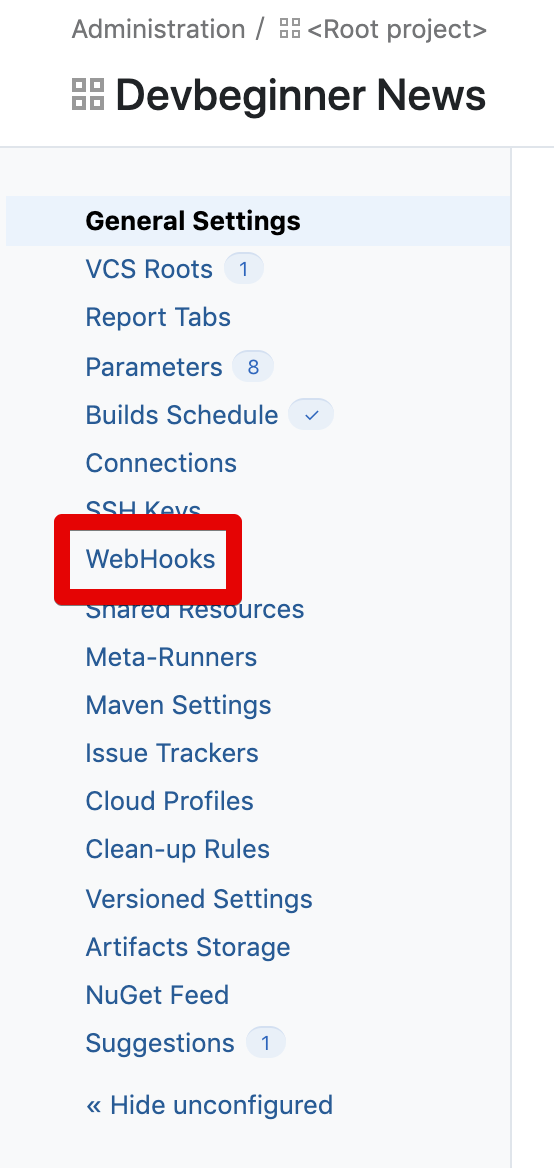 Administration / <Root project>
Devbeginner News
General Settings
VCS Roots 1
Report Tabs
Parameters 8
Builds Schedule
Connections
SSH Keys
WebHooks
Shared Resources
Meta-Runners
Maven Settings
Issue Trackers
Cloud Profiles
Clean-up Rules
Versioned Settings
Artifacts Storage
NuGet Feed
Suggestions 1
« Hide unconfigured